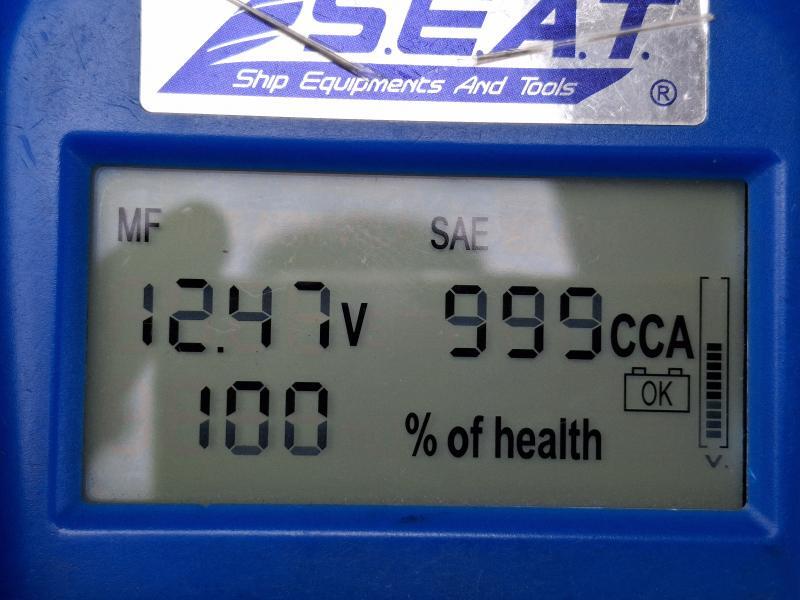 S.E.A.T.
Ship Equipments And Tools ®
MF SAE
12.47 V 999 CCA
OK
100 % of health
V.